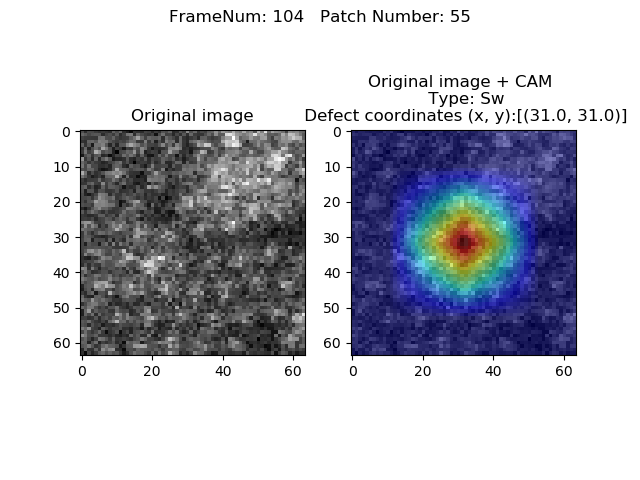 FrameNum: 104   Patch Number: 55
Original image
Original image + CAM
Type: Sw
Defect coordinates (x, y):[(31.0, 31.0)]
0
10
20
30
40
50
60
0 20 40 60
0
10
20
30
40
50
60
0 20 40 60